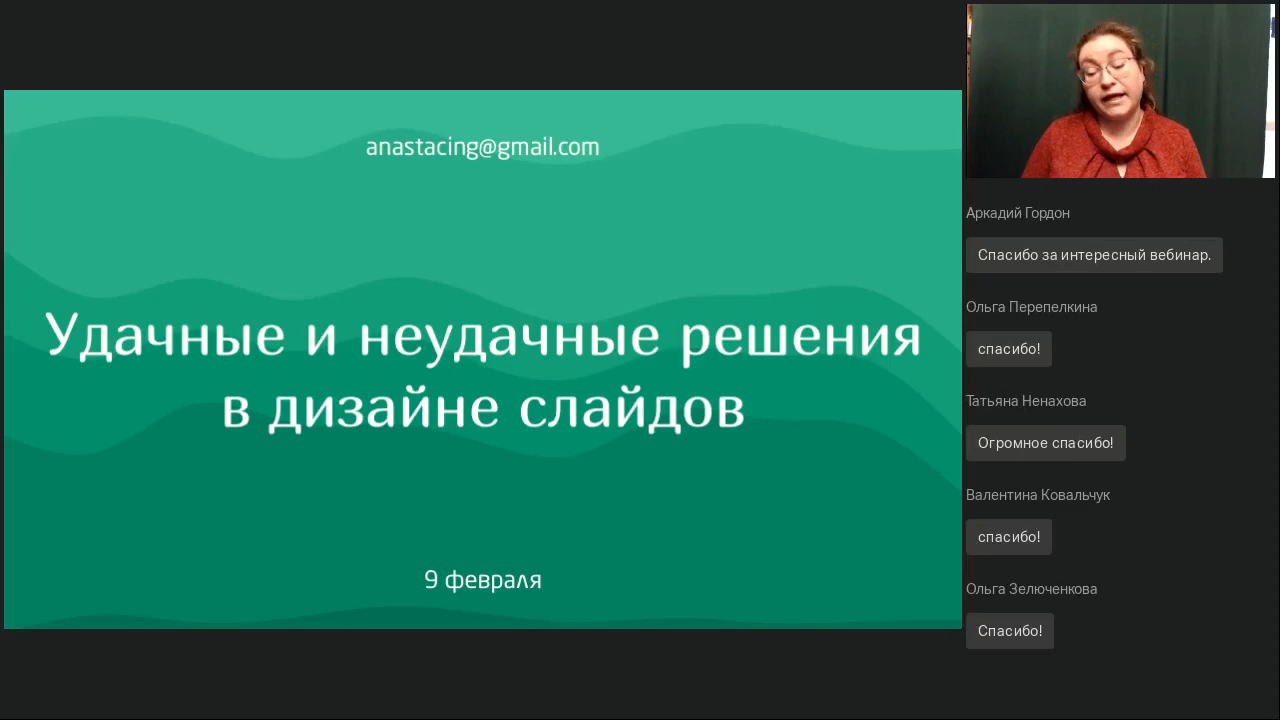 anastacing@gmail.com
Удачные и неудачные решения
в дизайне слайдов
9 февраля
Аркадий Гордон
Спасибо за интересный вебинар.
Ольга Перепелкина
спасибо!
Татьяна Ненахова
Огромное спасибо!
Валентина Ковальчук
спасибо!
Ольга Зелюченкова
Спасибо!